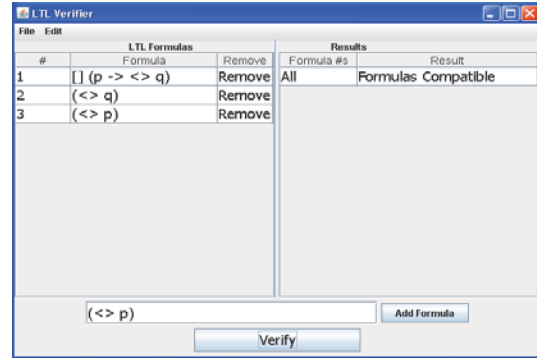 LTL Verifier
File Edit
LTL Formulas Results
# Formula Remove Formula #s Result
1 [] (p -> <> q) Remove All Formulas Compatible
2 (<> q) Remove
3 (<> p) Remove
(<> p) Add Formula
Verify